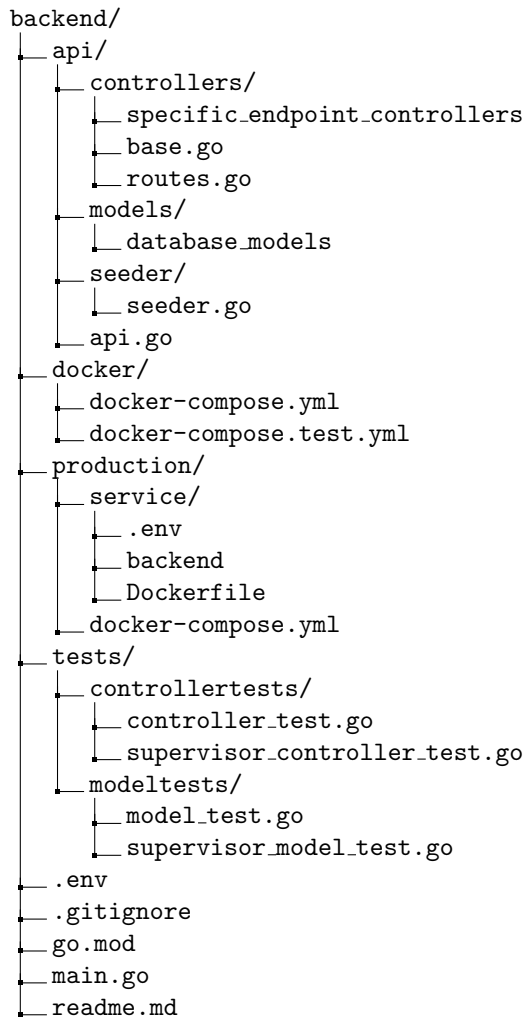 backend/
api/
controllers/
specific_endpoint_controllers
base.go
routes.go
models/
database_models
seeder/
seeder.go
api.go
docker/
docker-compose.yml
docker-compose.test.yml
production/
service/
.env
backend
Dockerfile
docker-compose.yml
tests/
controllertests/
controller_test.go
supervisor_controller_test.go
modeltests/
model_test.go
supervisor_model_test.go
.env
.gitignore
go.mod
main.go
readme.md